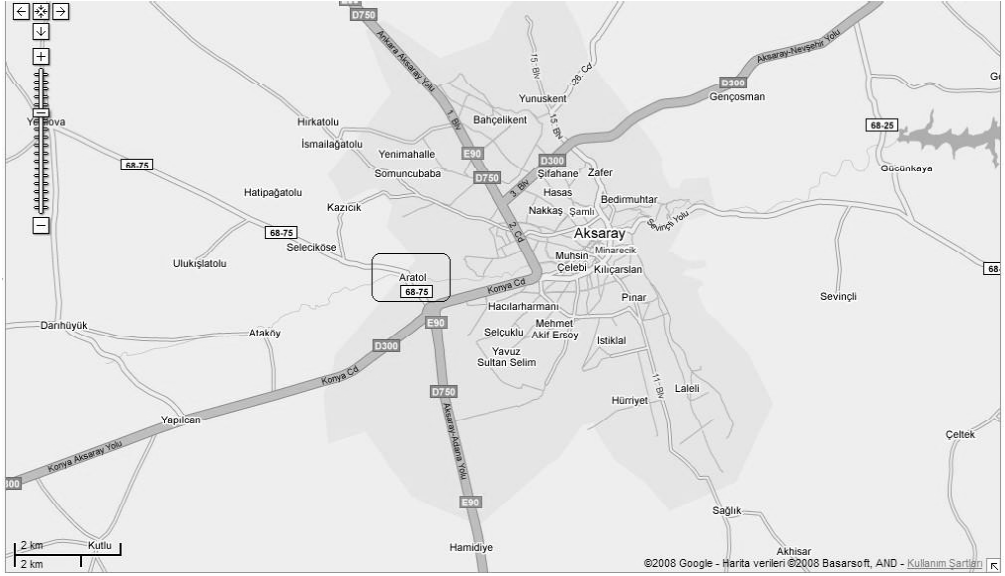 D750
Ankara Aksaray Yolu
15. Blv
26. Cd
Aksaray-Nevşehir Yolu
D300
Gençosman
Yunuskent
15. Blv
1. Blv
Bahçelikent
Hırkatolu
İsmailağatolu
68-25
68-75
Yenimahalle
E90
D300
Somuncubaba
D750
Şifahane
Zafer
Gücünkaya
3. Blv
Hatipağatolu
Hasas
Bedirmuhtar
Kazıcık
Nakkaş
Şamlı
Sevinçli Yolu
68-75
2. Cd
Aksaray
Seleciköse
Minarecik
Ulukışlatolu
Muhsin
Çelebi
Kılıçarslan
Aratol
68-75
Konya Cd
Pınar
Sevinçli
Hacılarharmanı
Darıhüyük
Ataköy
E90
Selçuklu
Mehmet
Akif Ersoy
İstiklal
D300
Yavuz
Sultan Selim
Konya Cd
D750
11. Blv
Laleli
Hürriyet
Yapılcan
Aksaray-Adana Yolu
Çeltek
Konya Aksaray Yolu
E90
Sağlık
2 km
Kutlu
Hamidiye
Akhisar
2 km
©2008 Google - Harita verileri ©2008 Basarsoft, AND - Kullanım Şartları